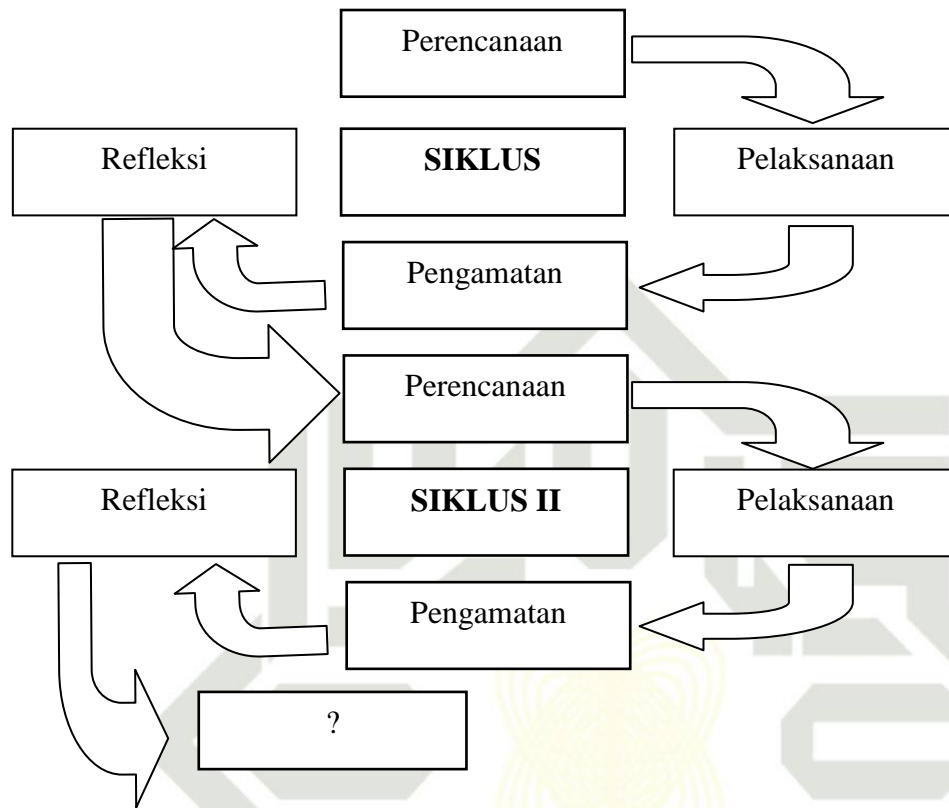 Perencanaan
Refleksi
SIKLUS
Pelaksanaan
Pengamatan
Perencanaan
Refleksi
SIKLUS II
Pelaksanaan
Pengamatan
?